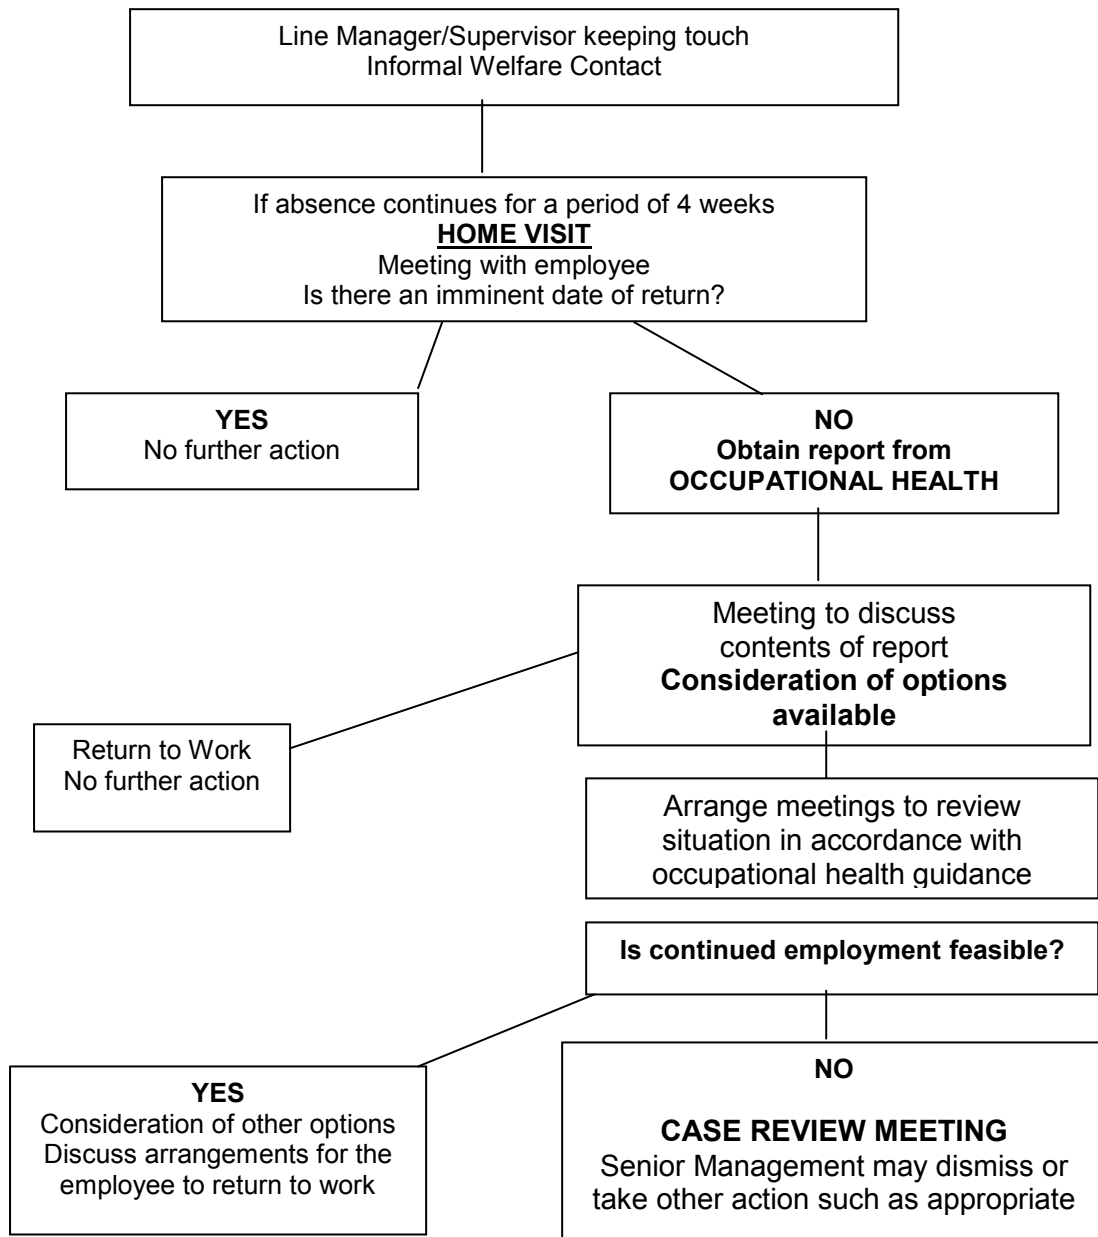 Line Manager/Supervisor keeping touch
Informal Welfare Contact
If absence continues for a period of 4 weeks
HOME VISIT
Meeting with employee
Is there an imminent date of return?
YES
No further action
NO
Obtain report from
OCCUPATIONAL HEALTH
Meeting to discuss
contents of report
Consideration of options
available
Return to Work
No further action
Arrange meetings to review
situation in accordance with
occupational health guidance
Is continued employment feasible?
YES
Consideration of other options
Discuss arrangements for the
employee to return to work
NO
CASE REVIEW MEETING
Senior Management may dismiss or
take other action such as appropriate